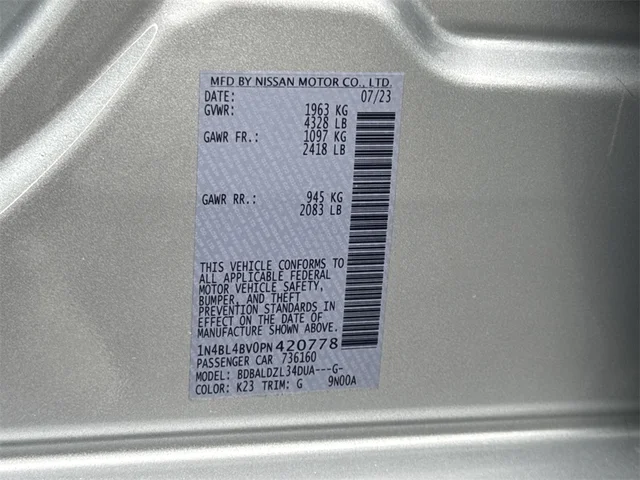 MFD BY NISSAN MOTOR CO., LTD.
DATE: 07/23
GVWR: 1963 KG
4328 LB
GAWR FR.: 1097 KG
2418 LB
GAWR RR.: 945 KG
2083 LB
THIS VEHICLE CONFORMS TO
ALL APPLICABLE FEDERAL
MOTOR VEHICLE SAFETY,
BUMPER, AND THEFT
PREVENTION STANDARDS IN
EFFECT ON THE DATE OF
MANUFACTURE SHOWN ABOVE.
1N4BL4BV0PN420778
PASSENGER CAR 736160
MODEL: BDBALDZL34DUA---G-
COLOR: K23 TRIM: G 9N00A